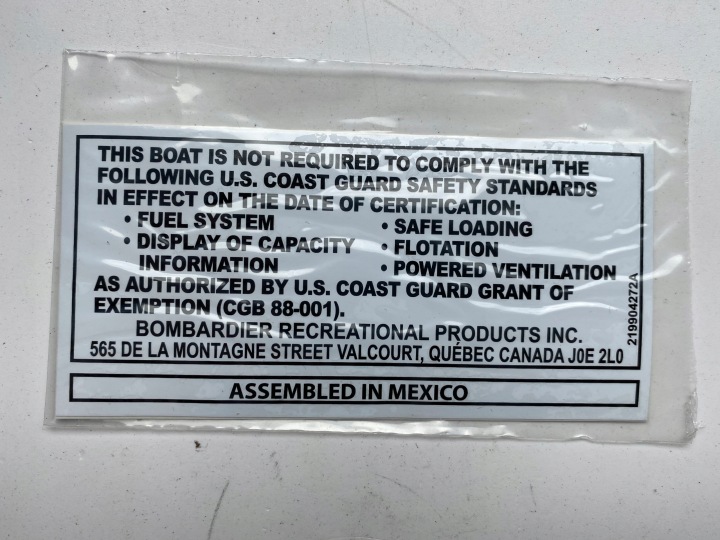 THIS BOAT IS NOT REQUIRED TO COMPLY WITH THE
FOLLOWING U.S. COAST GUARD SAFETY STANDARDS
IN EFFECT ON THE DATE OF CERTIFICATION:
• FUEL SYSTEM
• DISPLAY OF CAPACITY
INFORMATION
• SAFE LOADING
• FLOTATION
• POWERED VENTILATION
AS AUTHORIZED BY U.S. COAST GUARD GRANT OF
EXEMPTION (CGB 88-001).
BOMBARDIER RECREATIONAL PRODUCTS INC.
565 DE LA MONTAGNE STREET VALCOURT, QUÉBEC CANADA J0E 2L0
219904272A
ASSEMBLED IN MEXICO